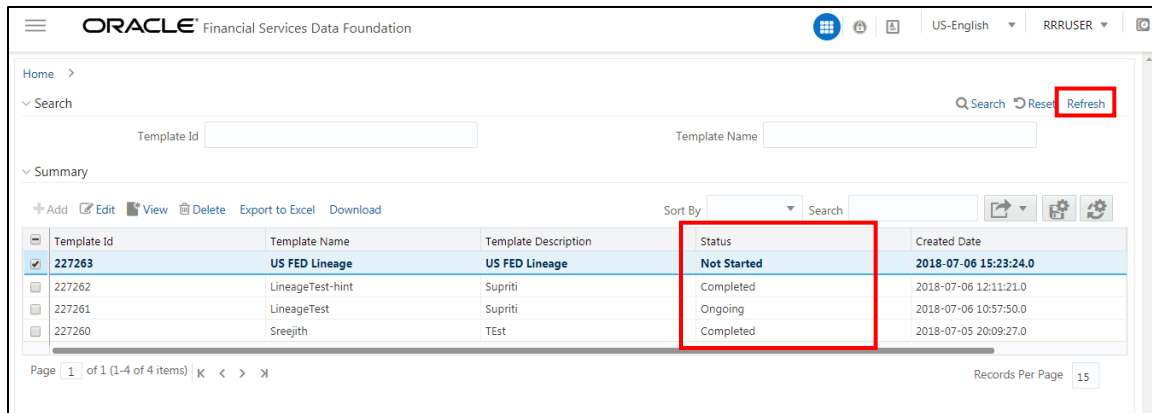 ORACLE® Financial Services Data Foundation US-English RRRUSER
Home >
Search Search Reset Refresh
Template Id Template Name
Summary
Add Edit View Delete Export to Excel Download Sort By Search
Template Id Template Name Template Description Status Created Date
227263 US FED Lineage US FED Lineage Not Started 2018-07-06 15:23:24.0
227262 LineageTest-hint Supriti Completed 2018-07-06 12:11:21.0
227261 LineageTest Supriti Ongoing 2018-07-06 10:57:50.0
227260 Sreejith TEst Completed 2018-07-05 20:09:27.0
Page 1 of 1 (1-4 of 4 items) Records Per Page 15